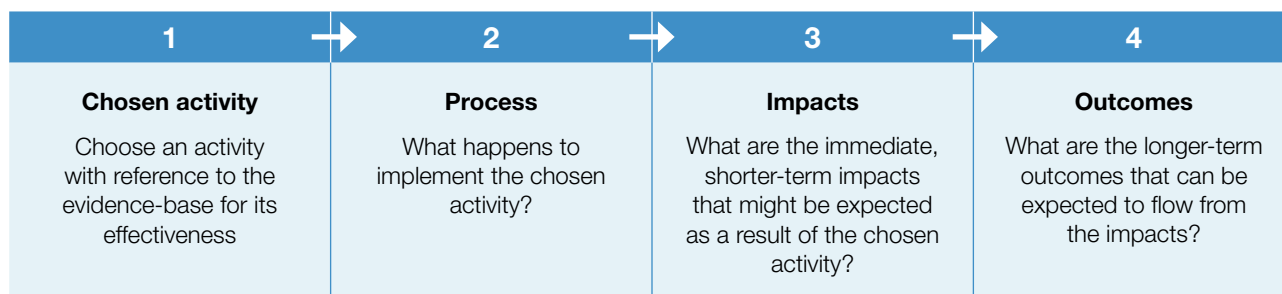 1
2
3
4
Chosen activity
Choose an activity
with reference to the
evidence-base for its
effectiveness
Process
What happens to
implement the chosen
activity?
Impacts
What are the immediate,
shorter-term impacts
that might be expected
as a result of the chosen
activity?
Outcomes
What are the longer-term
outcomes that can be
expected to flow from
the impacts?